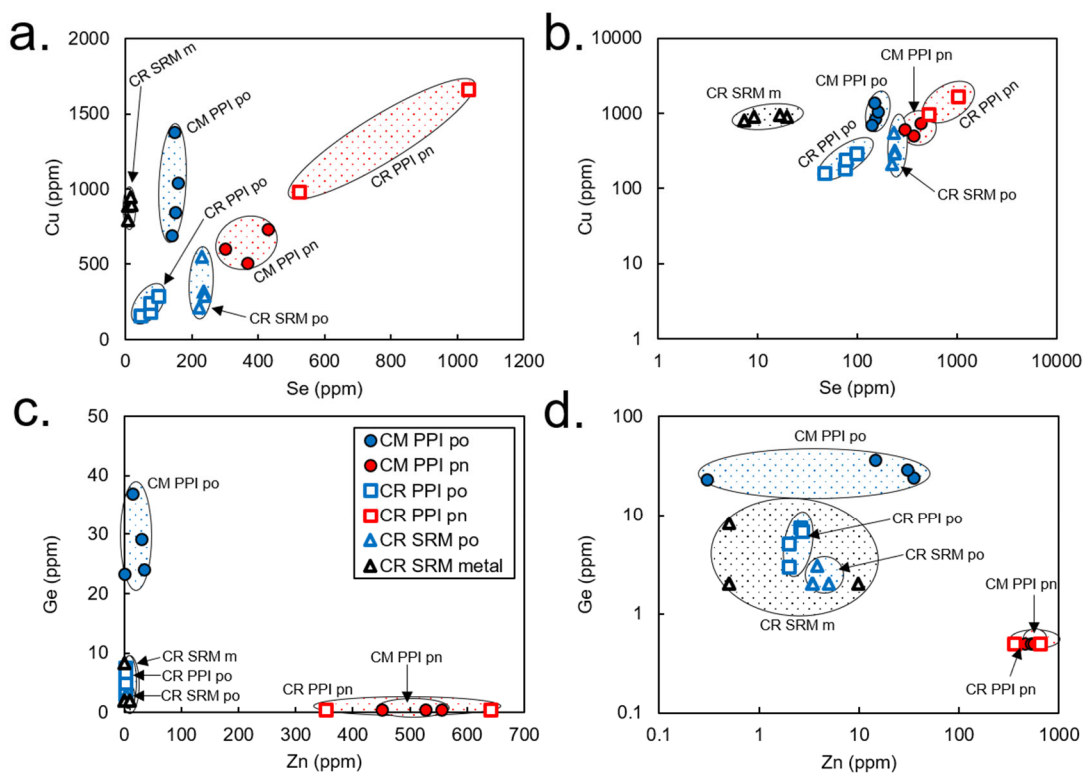 a.
2000
1500
1000
500
0
Cu (ppm)
0 200 400 600 800 1000 1200
Se (ppm)
CR SRM m
CM PPI po
CR PPI po
CR PPI pn
CM PPI pn
CR SRM po
b.
10000
1000
100
10
1
Cu (ppm)
1 10 100 1000 10000
Se (ppm)
CM PPI pn
CM PPI po
CR SRM m
CR PPI pn
CR PPI po
CR SRM po
c.
50
40
30
20
10
0
Ge (ppm)
0 100 200 300 400 500 600 700
Zn (ppm)
CM PPI po
CR SRM m
CR PPI po
CR SRM po
CM PPI pn
CR PPI pn
CM PPI po
CM PPI pn
CR PPI po
CR PPI pn
CR SRM po
CR SRM metal
d.
100
10
1
0.1
Ge (ppm)
0.1 1 10 100 1000
Zn (ppm)
CM PPI po
CR PPI po
CR SRM po
CM PPI pn
CR SRM m
CR PPI pn